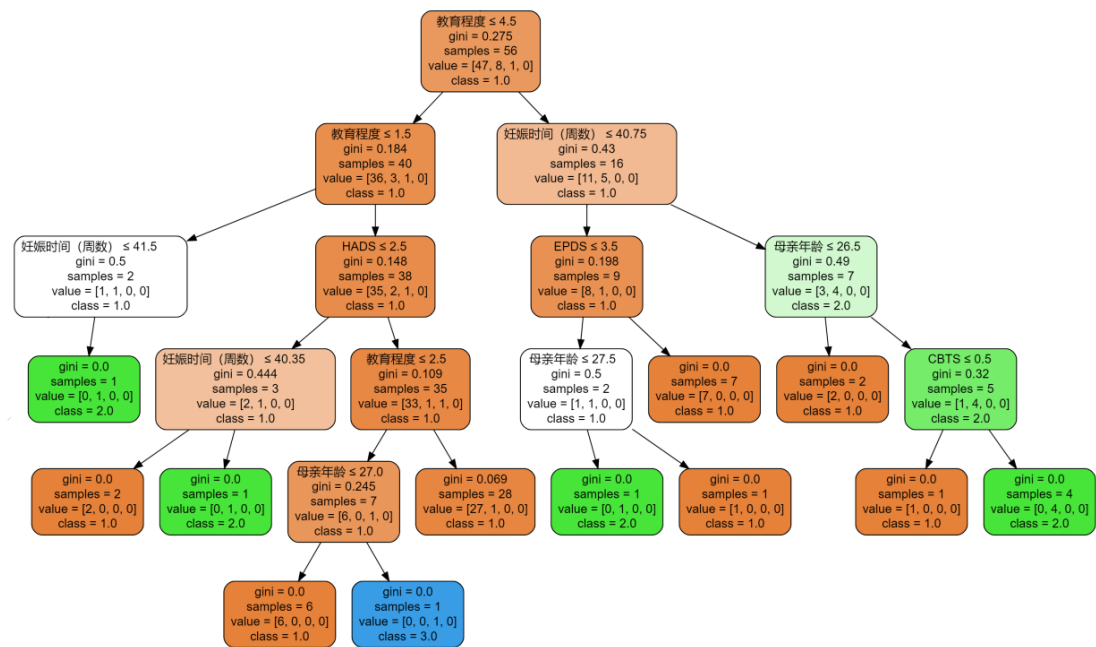 教育程度 ≤ 4.5
gini = 0.275
samples = 56
value = [47, 8, 1, 0]
class = 1.0
教育程度 ≤ 1.5
gini = 0.184
samples = 40
value = [36, 3, 1, 0]
class = 1.0
妊娠时间（周数） ≤ 40.75
gini = 0.43
samples = 16
value = [11, 5, 0, 0]
class = 1.0
妊娠时间（周数） ≤ 41.5
gini = 0.5
samples = 2
value = [1, 1, 0, 0]
class = 1.0
HADS ≤ 2.5
gini = 0.148
samples = 38
value = [35, 2, 1, 0]
class = 1.0
EPDS ≤ 3.5
gini = 0.198
samples = 9
value = [8, 1, 0, 0]
class = 1.0
母亲年龄 ≤ 26.5
gini = 0.49
samples = 7
value = [3, 4, 0, 0]
class = 2.0
gini = 0.0
samples = 1
value = [0, 1, 0, 0]
class = 2.0
妊娠时间（周数） ≤ 40.35
gini = 0.444
samples = 3
value = [2, 1, 0, 0]
class = 1.0
教育程度 ≤ 2.5
gini = 0.109
samples = 35
value = [33, 1, 1, 0]
class = 1.0
母亲年龄 ≤ 27.5
gini = 0.5
samples = 2
value = [1, 1, 0, 0]
class = 1.0
gini = 0.0
samples = 7
value = [7, 0, 0, 0]
class = 1.0
gini = 0.0
samples = 2
value = [2, 0, 0, 0]
class = 1.0
CBTS ≤ 0.5
gini = 0.32
samples = 5
value = [1, 4, 0, 0]
class = 2.0
gini = 0.0
samples = 2
value = [2, 0, 0, 0]
class = 1.0
gini = 0.0
samples = 1
value = [0, 1, 0, 0]
class = 2.0
母亲年龄 ≤ 27.0
gini = 0.245
samples = 7
value = [6, 0, 1, 0]
class = 1.0
gini = 0.069
samples = 28
value = [27, 1, 0, 0]
class = 1.0
gini = 0.0
samples = 1
value = [0, 1, 0, 0]
class = 2.0
gini = 0.0
samples = 1
value = [1, 0, 0, 0]
class = 1.0
gini = 0.0
samples = 1
value = [1, 0, 0, 0]
class = 1.0
gini = 0.0
samples = 4
value = [0, 4, 0, 0]
class = 2.0
gini = 0.0
samples = 6
value = [6, 0, 0, 0]
class = 1.0
gini = 0.0
samples = 1
value = [0, 0, 1, 0]
class = 3.0